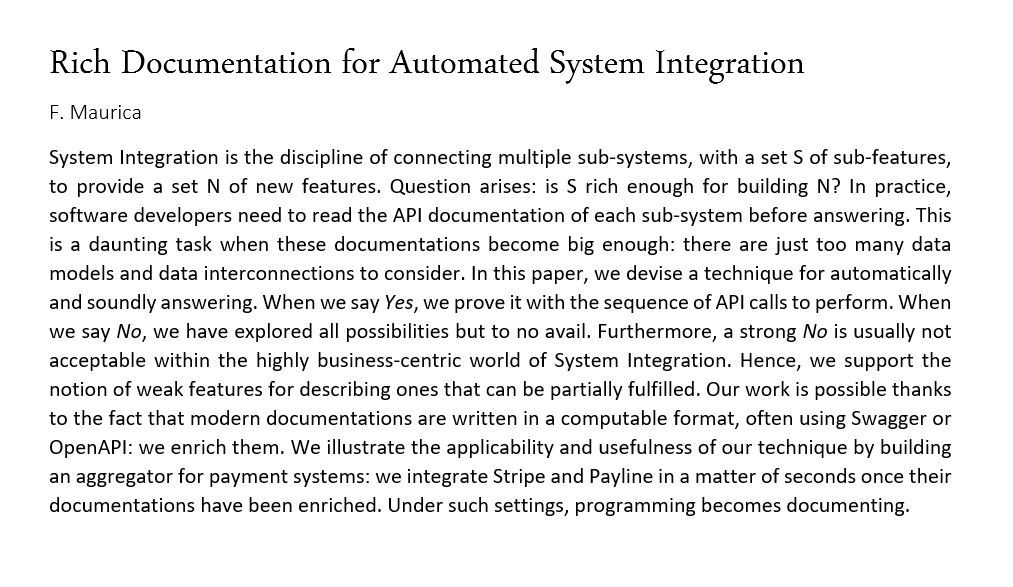 Rich Documentation for Automated System Integration
F. Maurica
System Integration is the discipline of connecting multiple sub-systems, with a set S of sub-features,
to provide a set N of new features. Question arises: is S rich enough for building N? In practice,
software developers need to read the API documentation of each sub-system before answering. This
is a daunting task when these documentations become big enough: there are just too many data
models and data interconnections to consider. In this paper, we devise a technique for automatically
and soundly answering. When we say Yes, we prove it with the sequence of API calls to perform. When
we say No, we have explored all possibilities but to no avail. Furthermore, a strong No is usually not
acceptable within the highly business-centric world of System Integration. Hence, we support the
notion of weak features for describing ones that can be partially fulfilled. Our work is possible thanks
to the fact that modern documentations are written in a computable format, often using Swagger or
OpenAPI: we enrich them. We illustrate the applicability and usefulness of our technique by building
an aggregator for payment systems: we integrate Stripe and Payline in a matter of seconds once their
documentations have been enriched. Under such settings, programming becomes documenting.